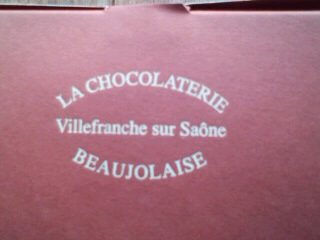 LA CHOCOLATERIE
Villefranche sur Saône
BEAUJOLAISE